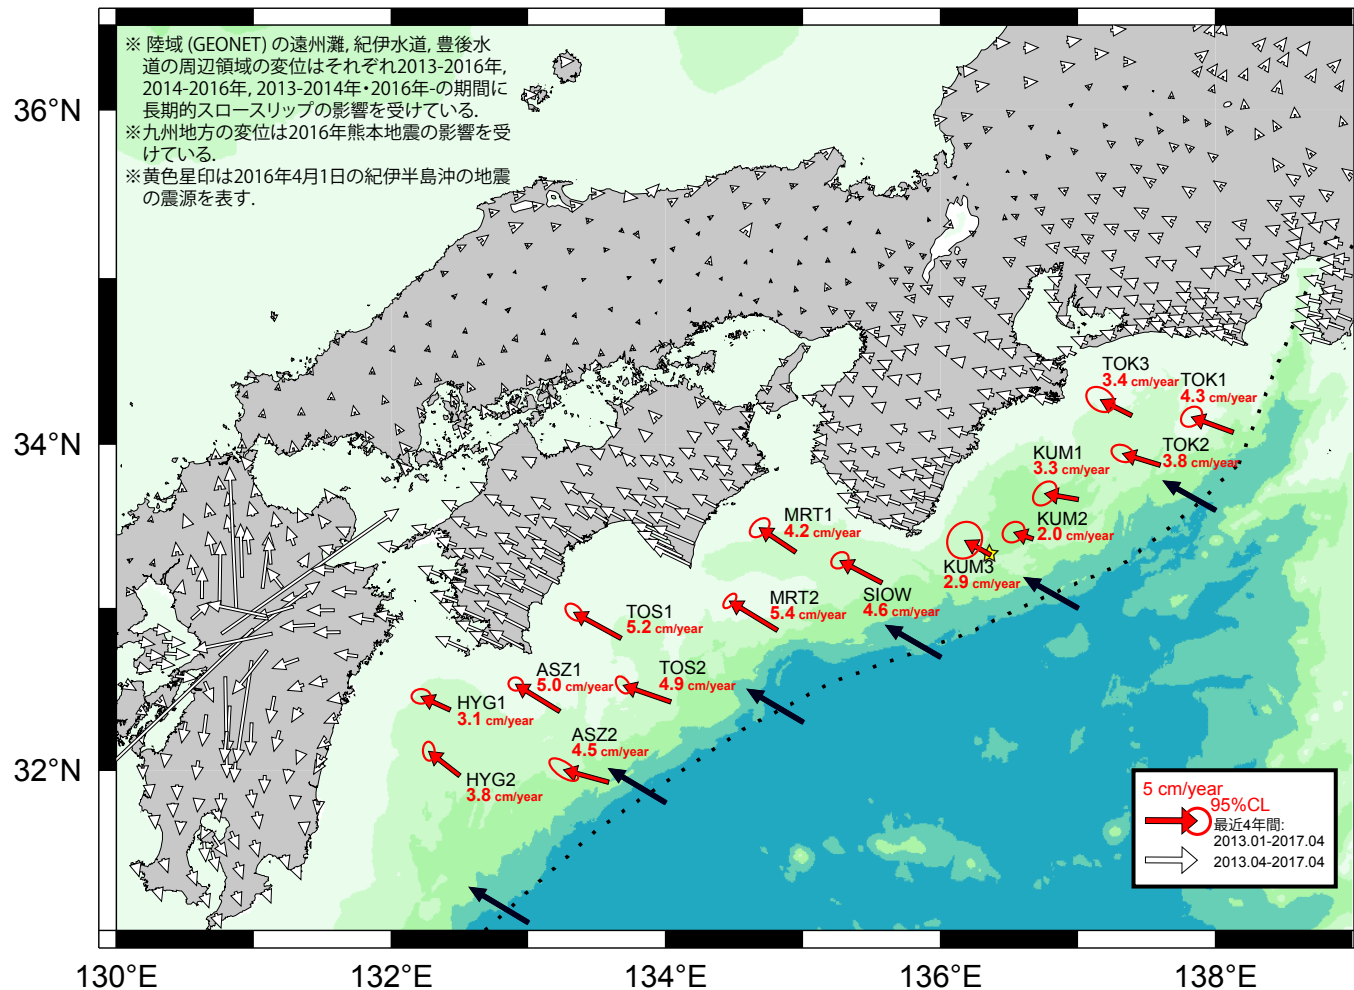 ※ 陸域 (GEONET) の遠州灘, 紀伊水道, 豊後水
道の周辺領域の変位はそれぞれ2013-2016年,
2014-2016年, 2013-2014年・2016年-の期間に
長期的スロースリップの影響を受けている.
※九州地方の変位は2016年熊本地震の影響を受
けている.
※黄色星印は2016年4月1日の紀伊半島沖の地震
の震源を表す.
36°N
34°N
32°N
TOK3
3.4 cm/year
TOK1
4.3 cm/year
TOK2
3.8 cm/year
KUM1
3.3 cm/year
KUM2
2.0 cm/year
KUM3
2.9 cm/year
MRT1
4.2 cm/year
SIOW
4.6 cm/year
MRT2
5.4 cm/year
TOS1
5.2 cm/year
TOS2
4.9 cm/year
ASZ1
5.0 cm/year
ASZ2
4.5 cm/year
HYG1
3.1 cm/year
HYG2
3.8 cm/year
5 cm/year
95%CL
最近4年間:
2013.01-2017.04
2013.04-2017.04
130°E
132°E
134°E
136°E
138°E